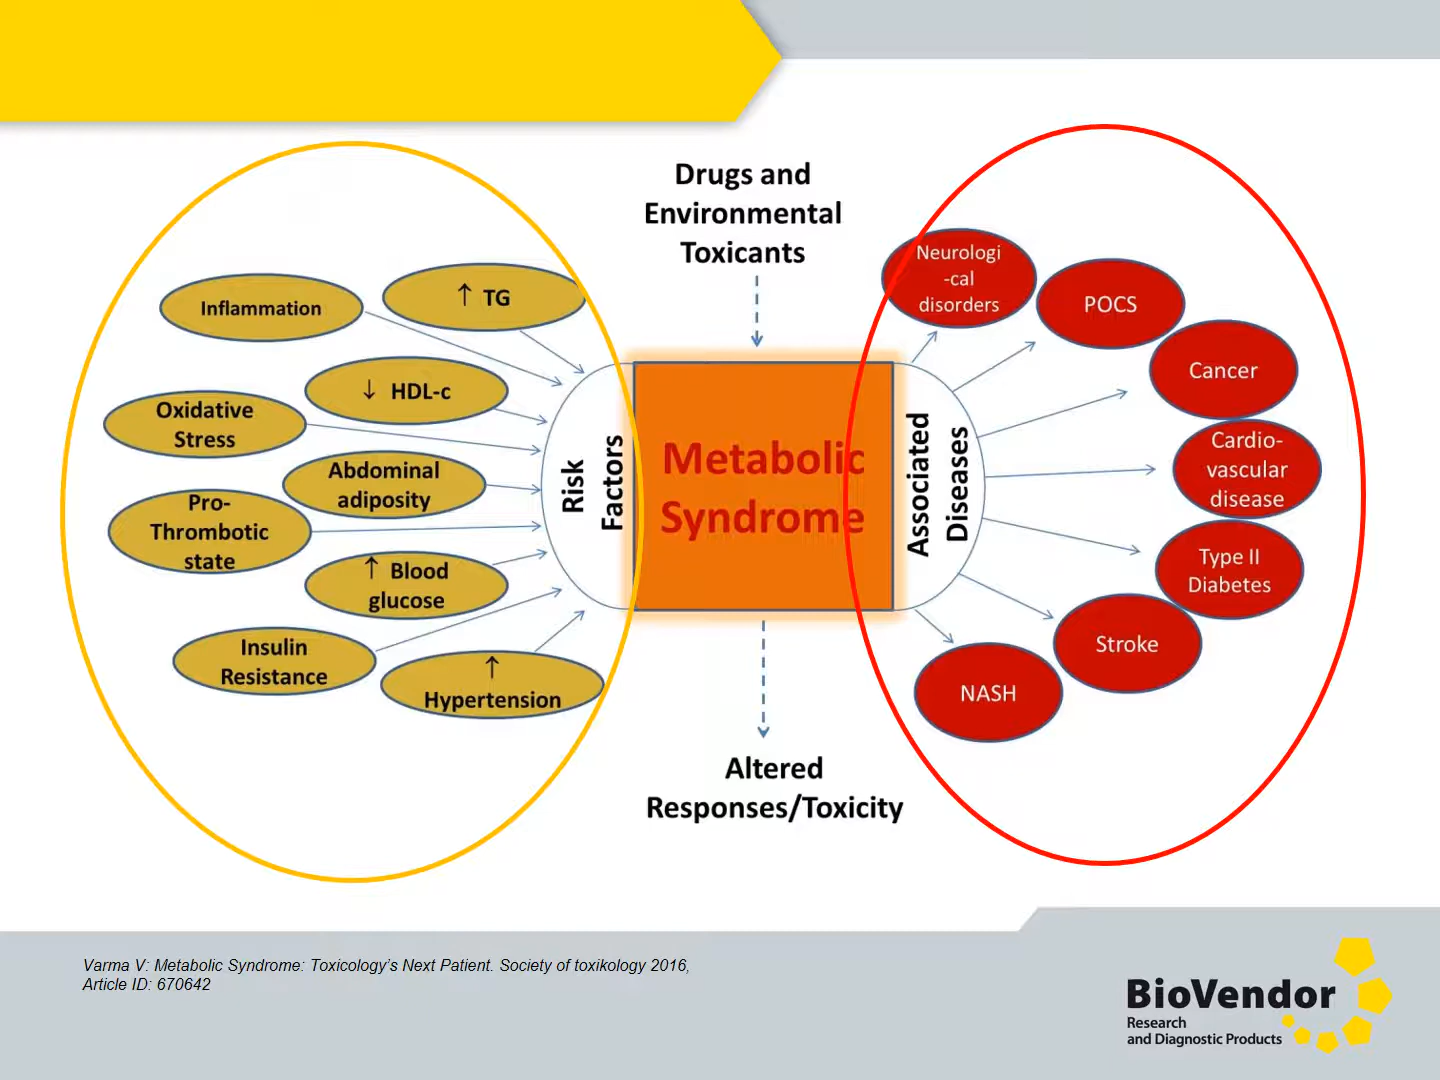 Drugs and
Environmental
Toxicants
Inflammation
↑ TG
↓ HDL-c
Oxidative
Stress
Abdominal
adiposity
Pro-
Thrombotic
state
↑ Blood
glucose
Insulin
Resistance
↑
Hypertension
Risk
Factors
Metabolic
Syndrome
Associated
Diseases
Neurologi
-cal
disorders
POCS
Cancer
Cardio-
vascular
disease
Type II
Diabetes
Stroke
NASH
Altered
Responses/Toxicity
Varma V: Metabolic Syndrome: Toxicology’s Next Patient. Society of toxikology 2016,
Article ID: 670642
BioVendor
Research
and Diagnostic Products